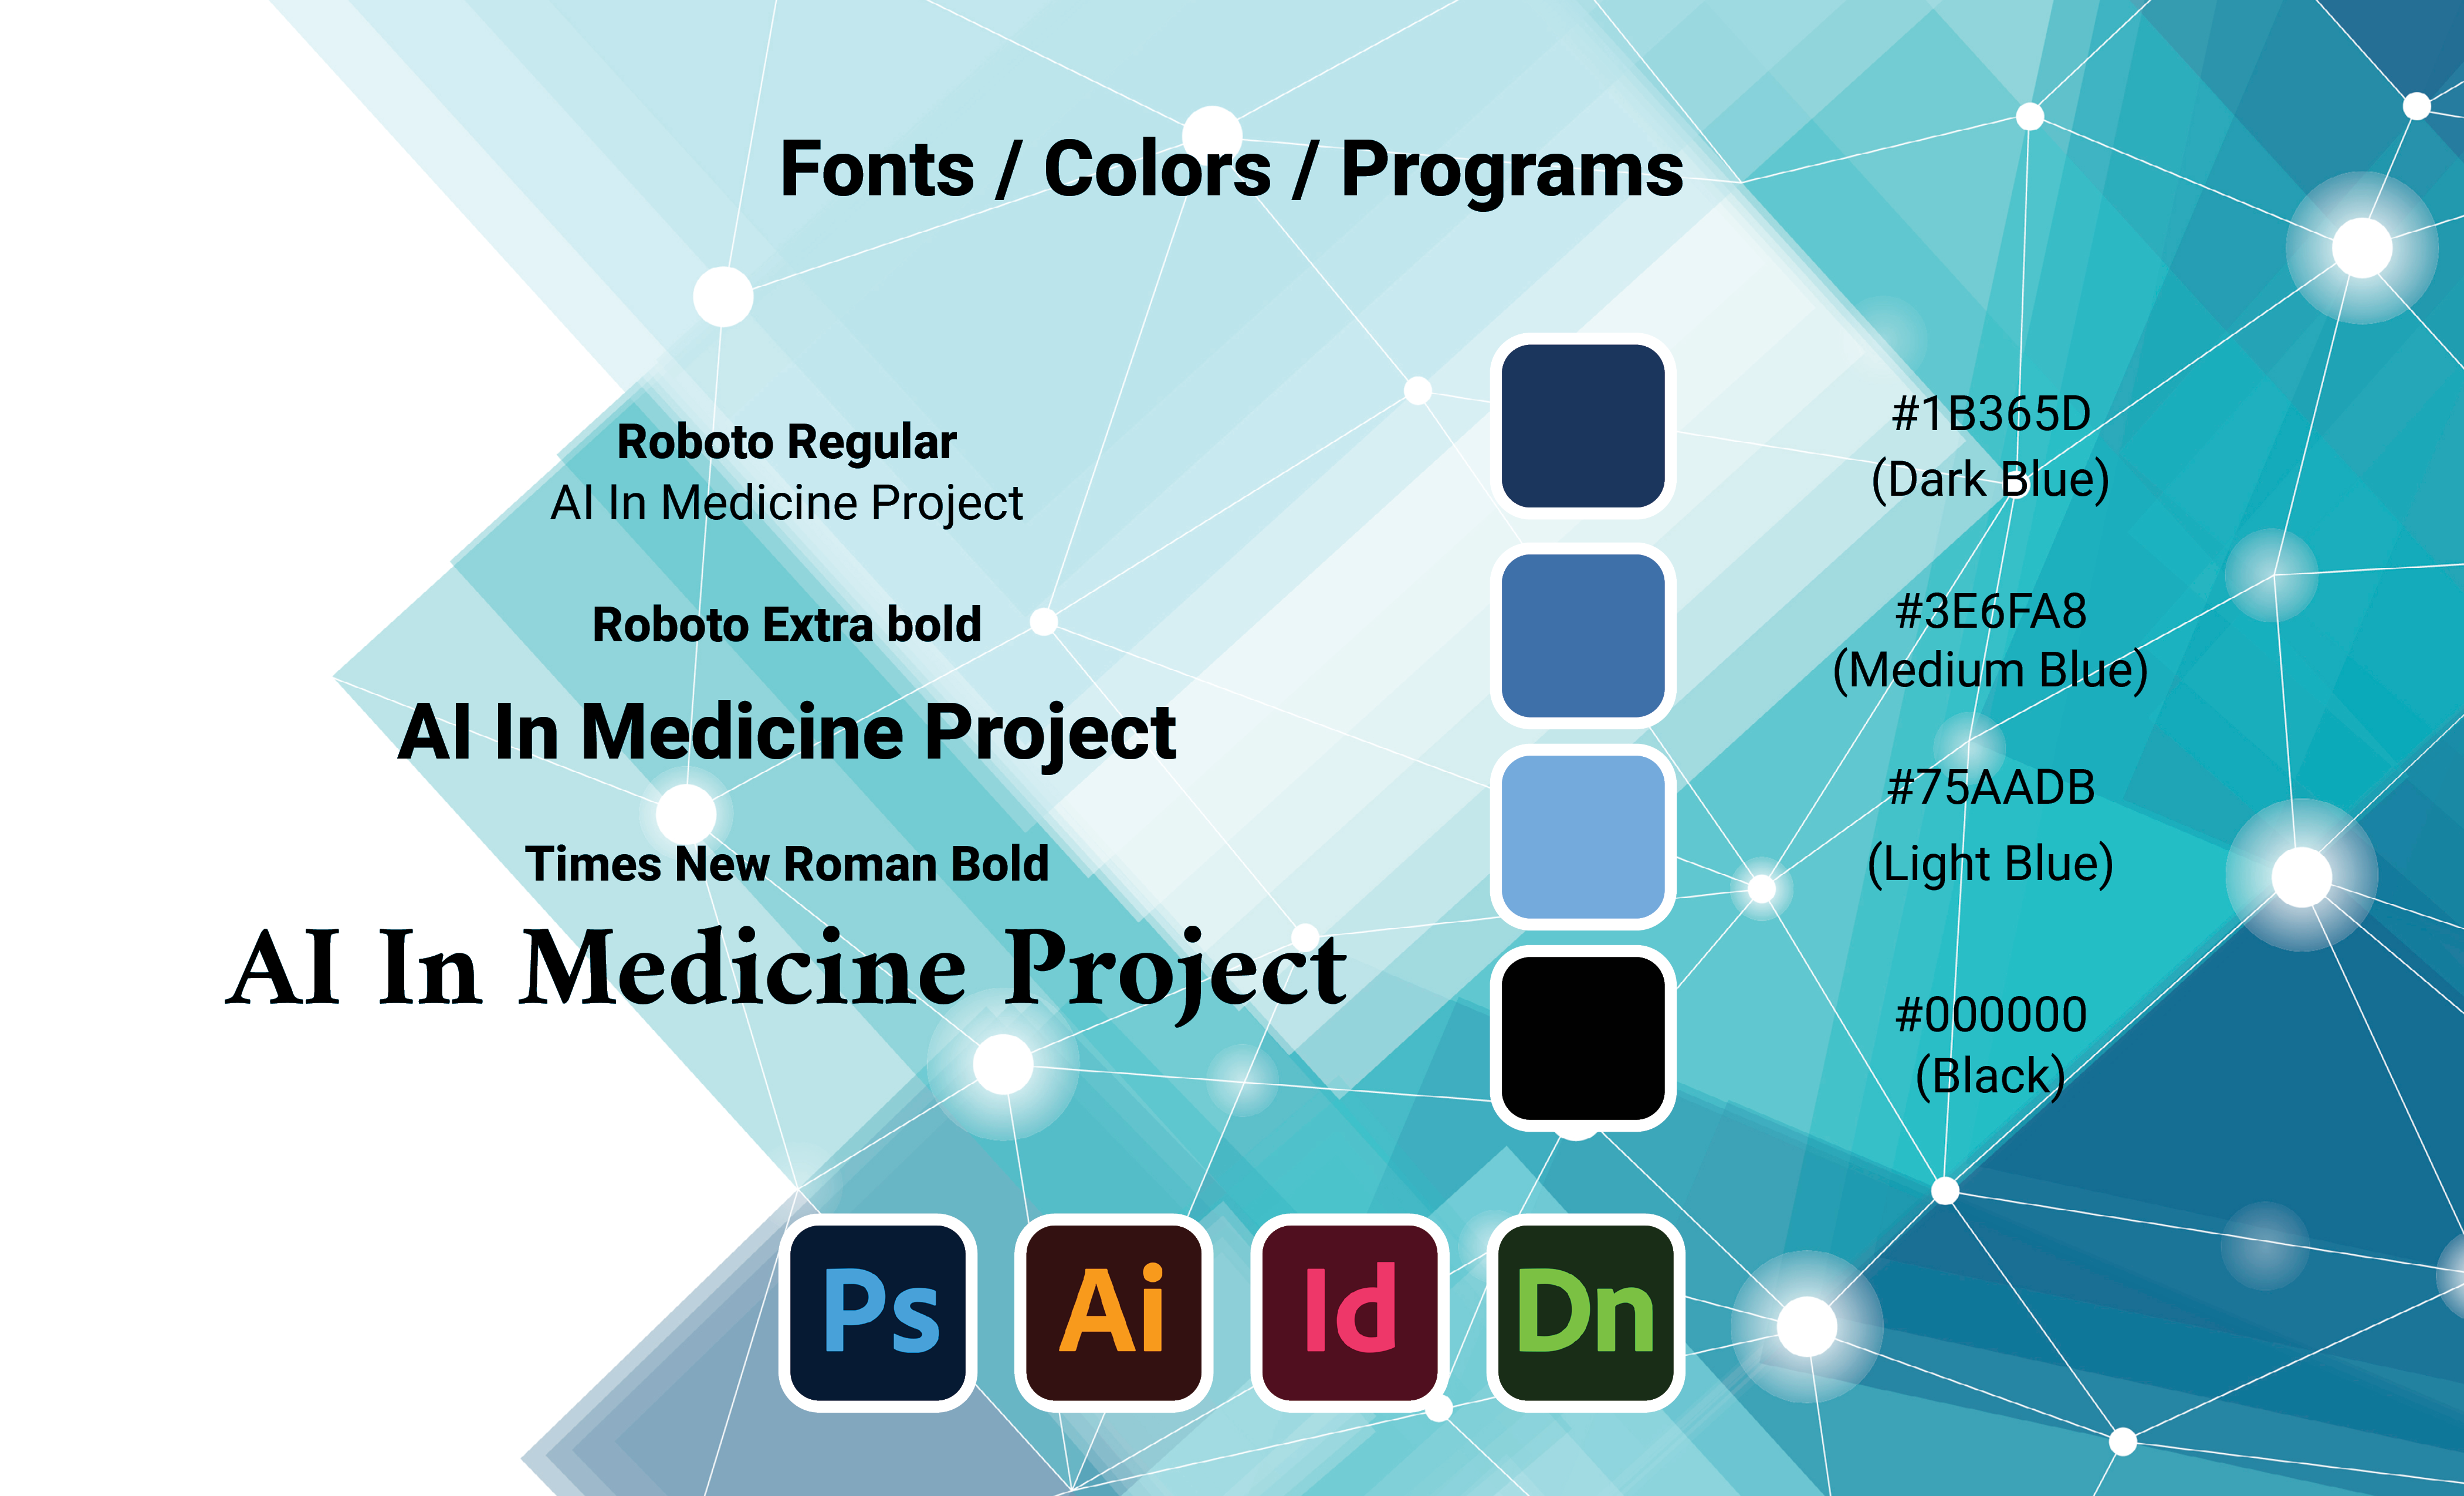 Fonts / Colors / Programs
Roboto Regular
AI In Medicine Project
Roboto Extra bold
AI In Medicine Project
Times New Roman Bold
AI In Medicine Project
#1B365D
(Dark Blue)
#3E6FA8
(Medium Blue)
#75AADB
(Light Blue)
#000000
(Black)
Ps
Ai
Id
Dn